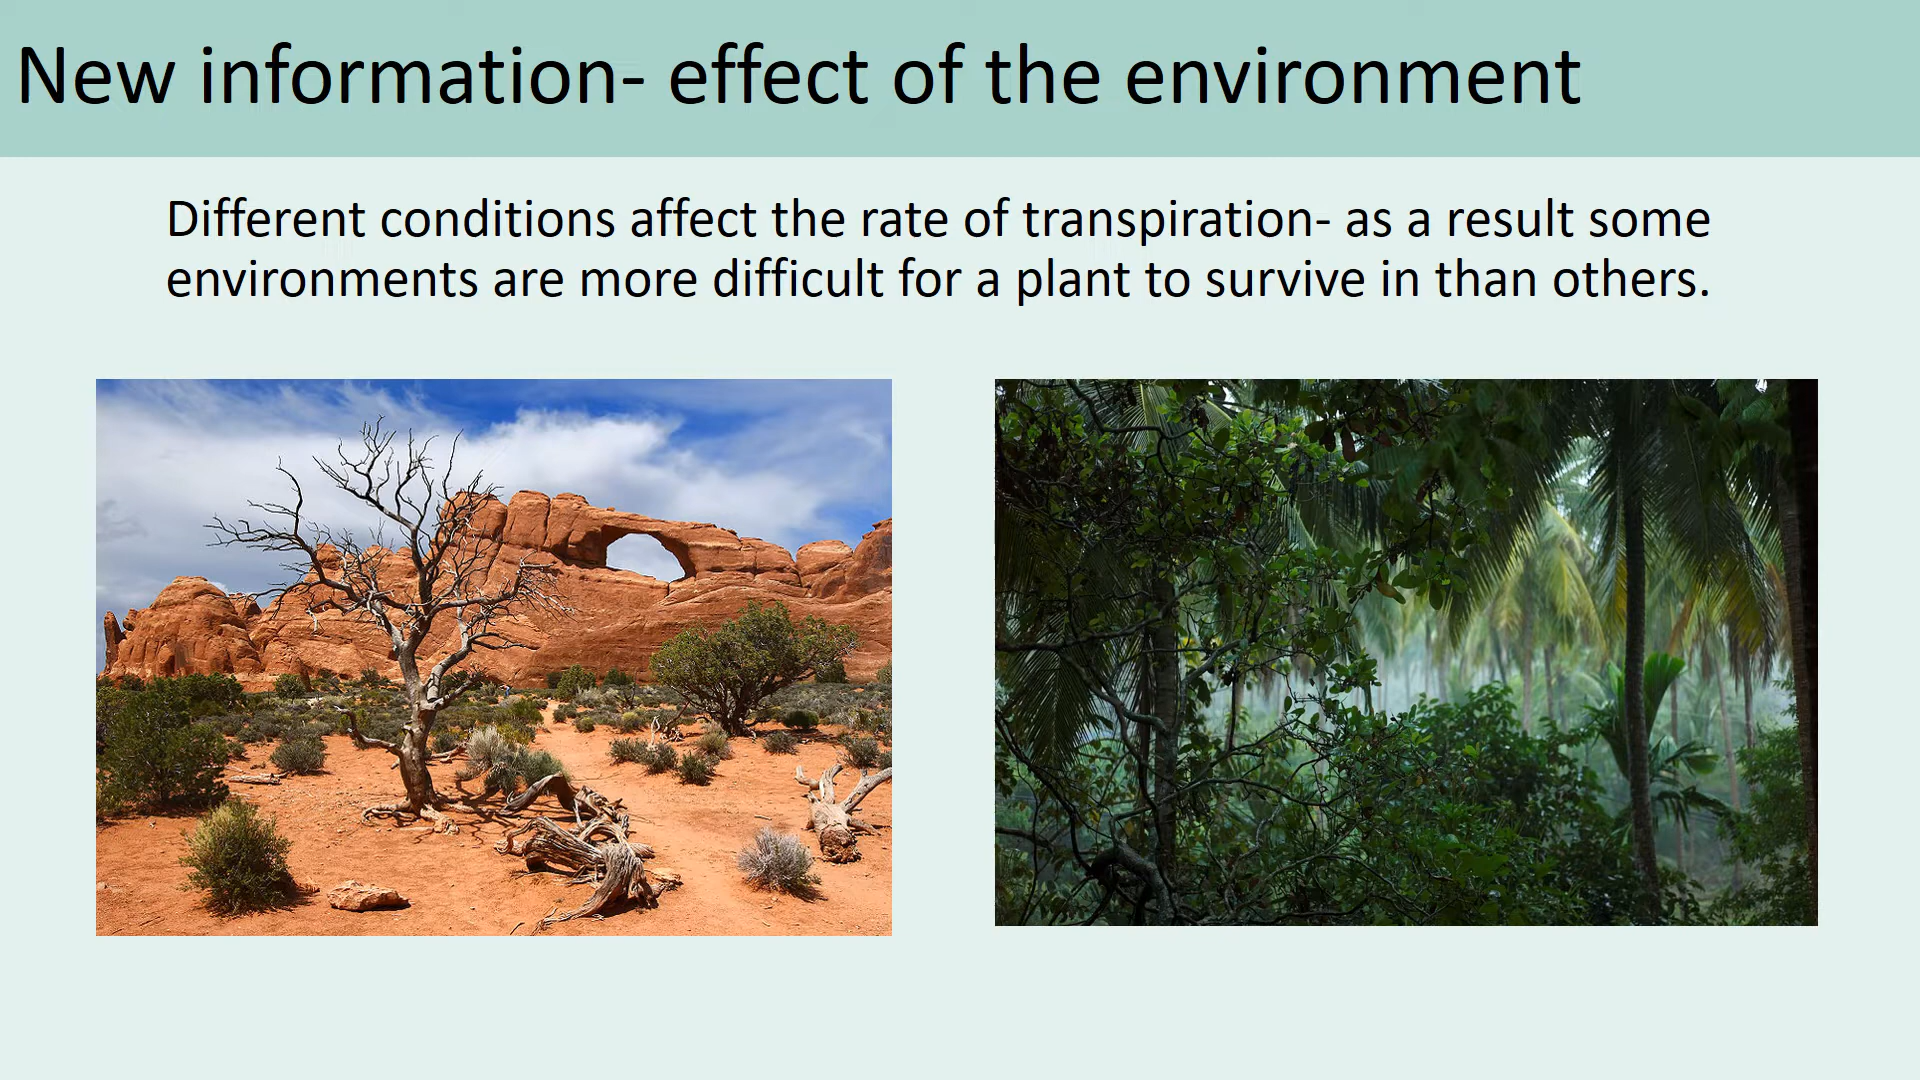 New information- effect of the environment
Different conditions affect the rate of transpiration- as a result some
environments are more difficult for a plant to survive in than others.